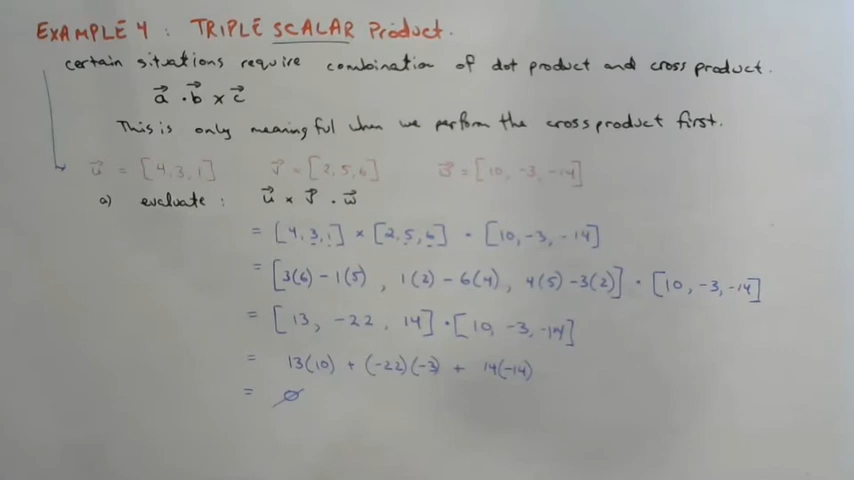 EXAMPLE 4 : TRIPLE SCALAR Product.
certain situations require combination of dot product and cross product.
a⃗ · b⃗ × c⃗
This is only meaningful when we perform the cross product first.
u⃗ = [4,3,1] v⃗ = [2,5,6] w⃗ = [10, -3, -14]
a) evaluate : u⃗ × v⃗ · w⃗
= [4,3,1] × [2,5,6] · [10,-3,-14]
= [3(6) - 1(5) , 1(2) - 6(4) , 4(5) - 3(2)] · [10, -3, -14]
= [13, -22, 14] · [10, -3, -14]
= 13(10) + (-22)(-3) + 14(-14)
= 0